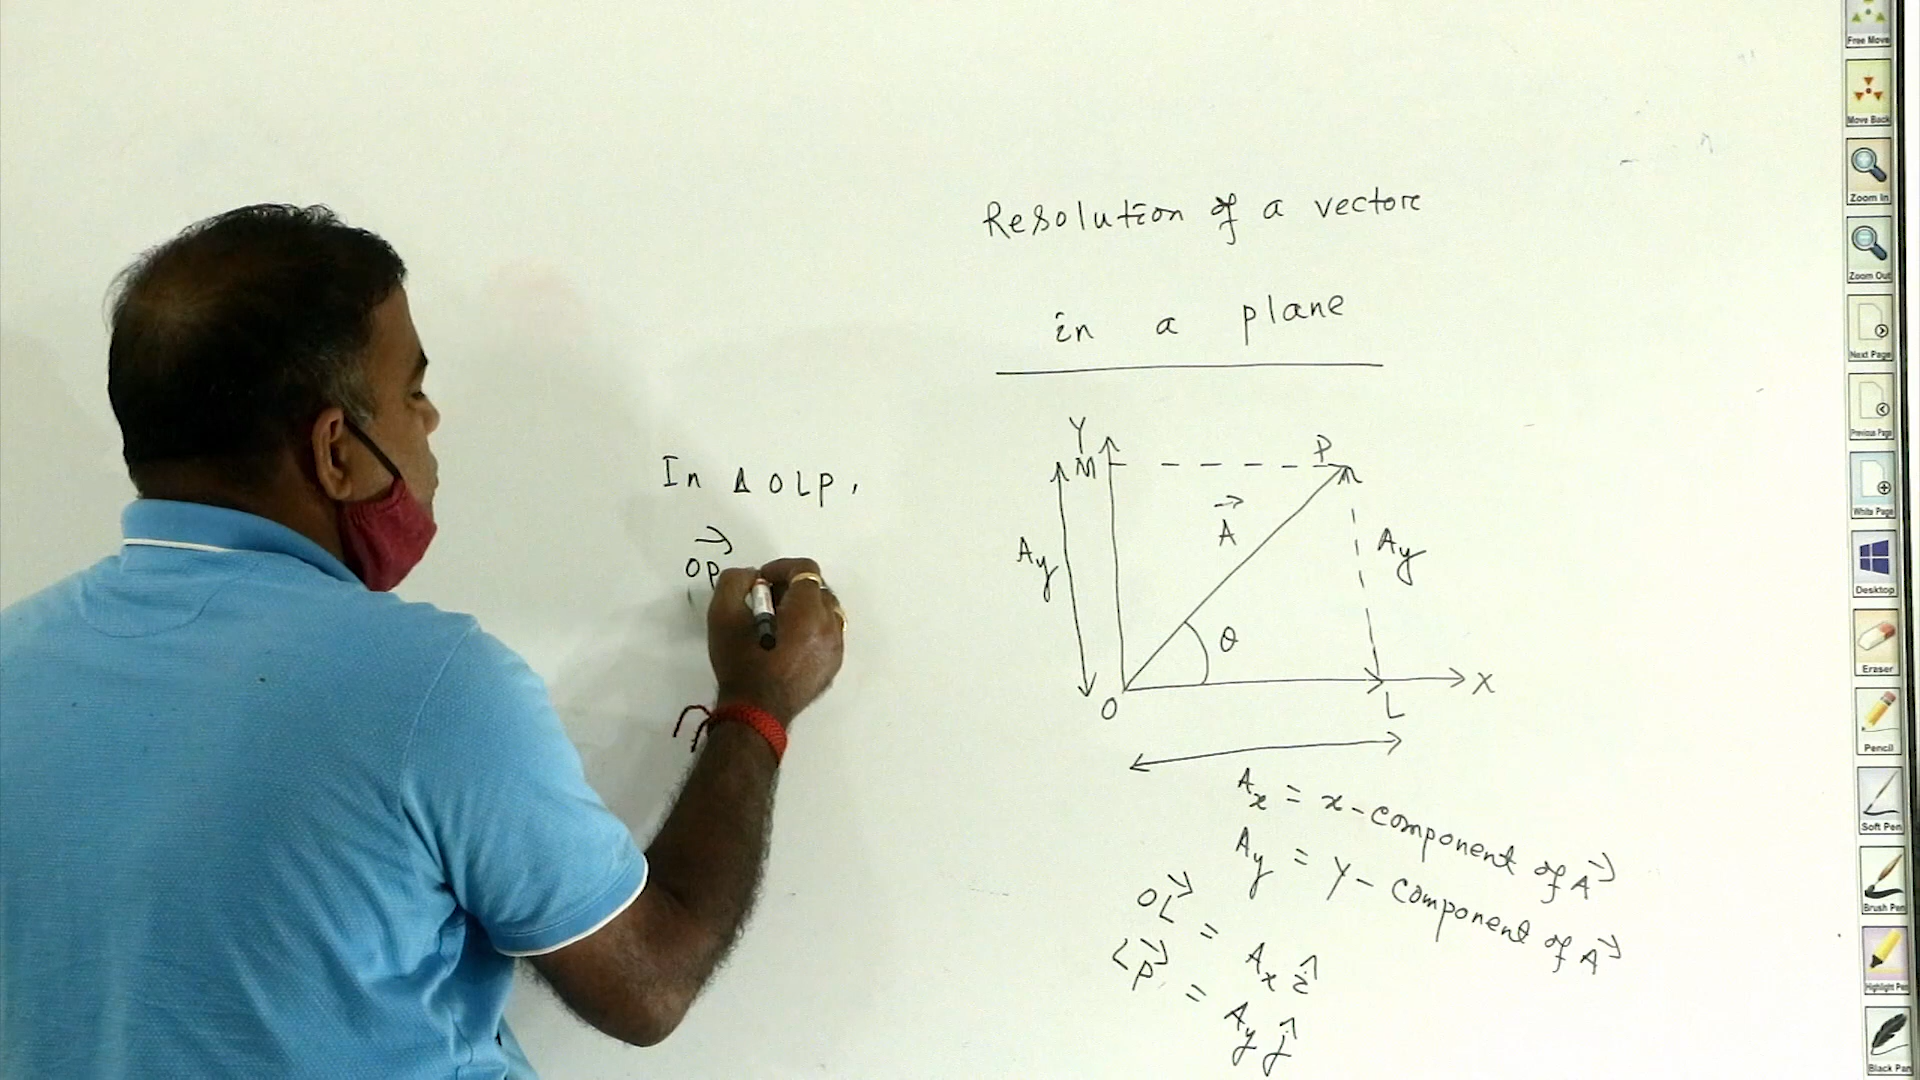 Resolution of a vector
in a plane
In Δ OLP,
→
OP
Y
M
P
→
A
Ay
Ay
θ
O
L
X
Aₓ = x - component of A→
Ay = Y - component of A→
OL→ = Aₓ î
LP→ = Ay ĵ
Free Move
Move Back
Zoom In
Zoom Out
Next Page
Previous Page
White Page
Desktop
Eraser
Pencil
Soft Pen
Brush Pen
Highlight Pen
Black Pen